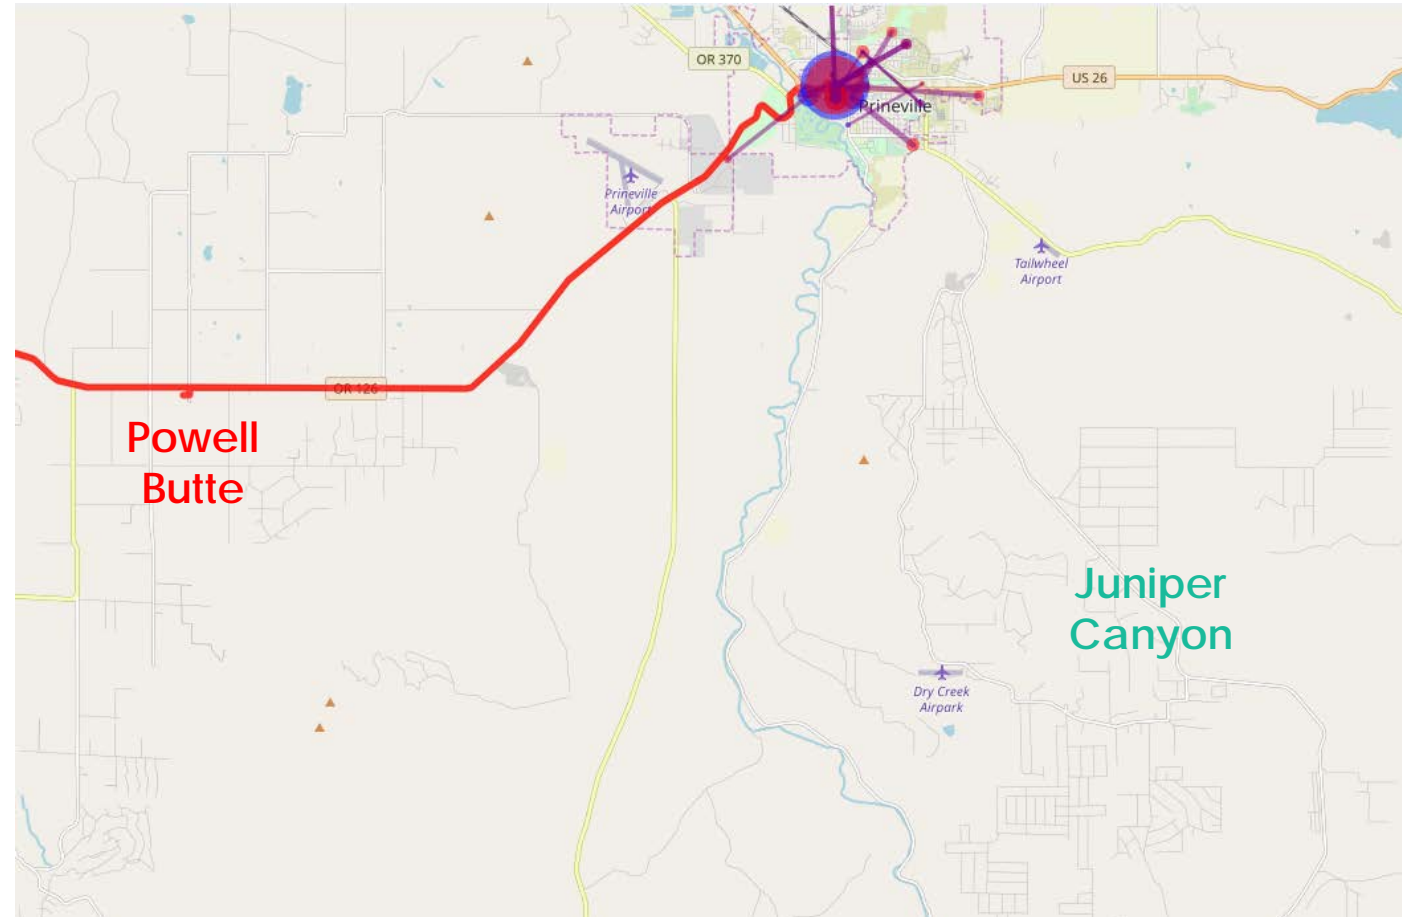 OR 370
US 26
Prineville
Prineville
Airport
Tailwheel
Airport
OR 126
Powell
Butte
Juniper
Canyon
Dry Creek
Airpark